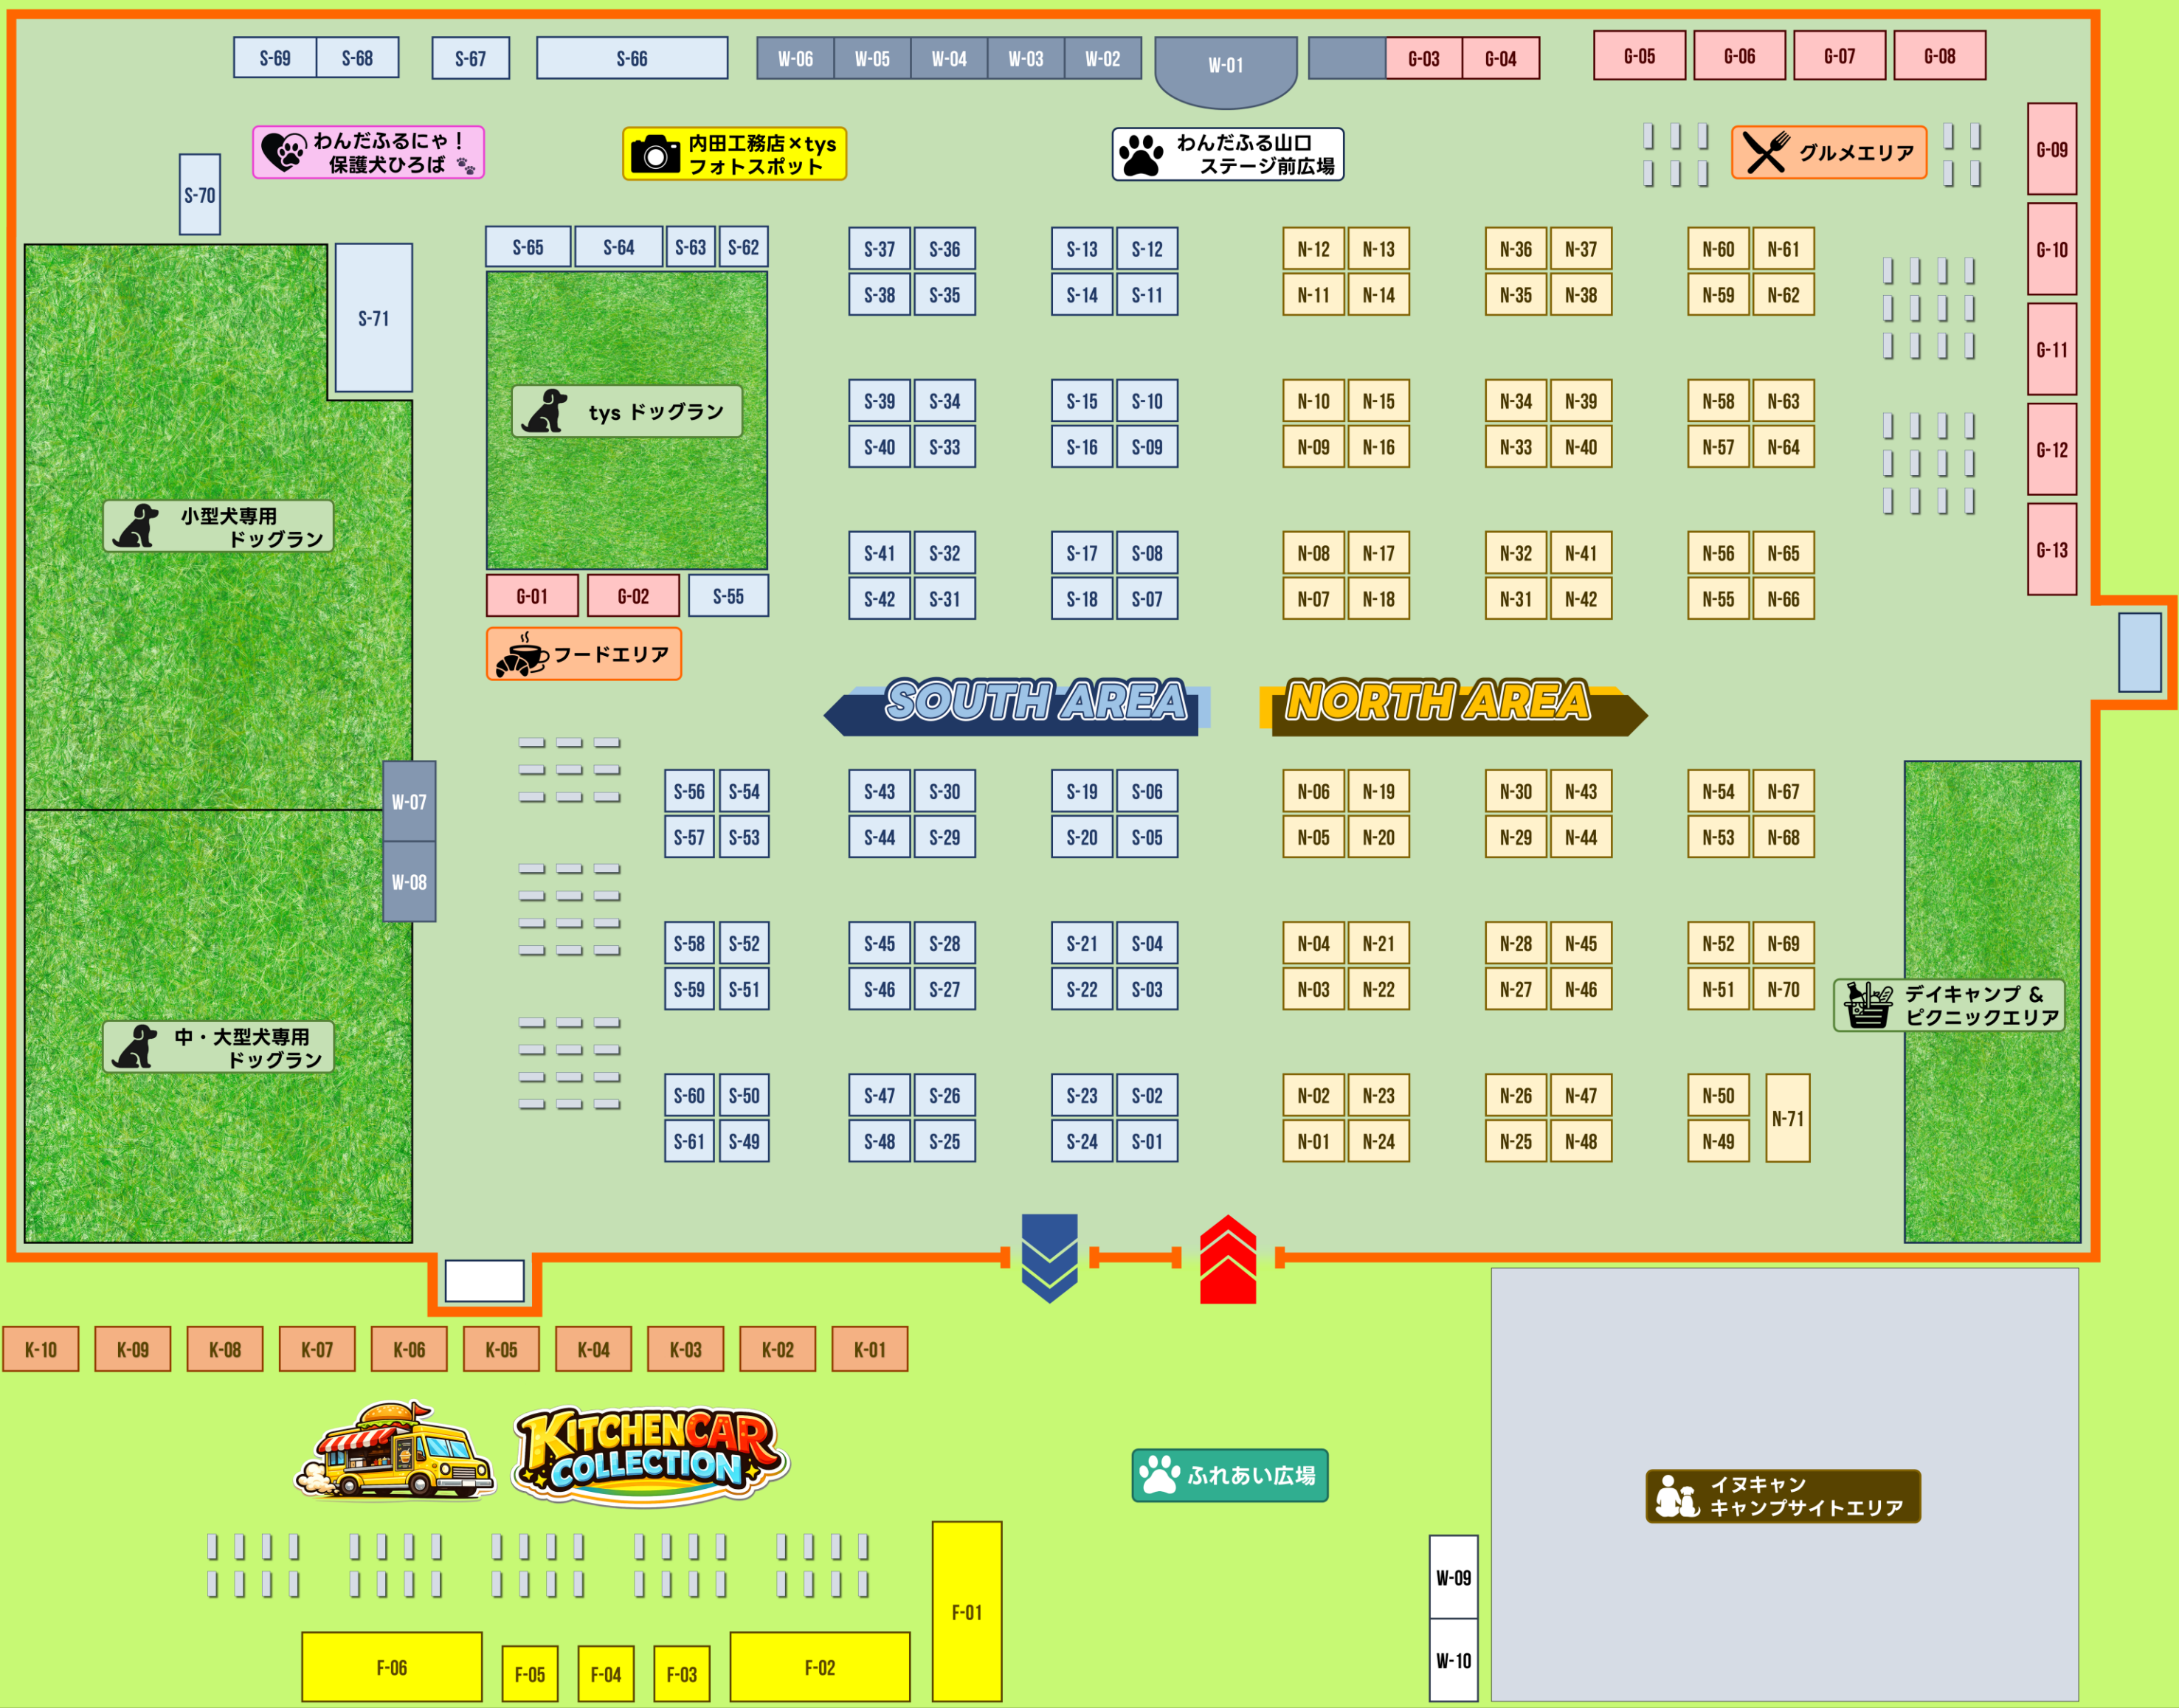 S-69 S-68 S-67 S-66 W-06 W-05 W-04 W-03 W-02 W-01 G-03 G-04 G-05 G-06 G-07 G-08
わんだふるにゃ！
保護犬ひろば
内田工務店×tys
フォトスポット
わんだふる山口
ステージ前広場
グルメエリア
G-09
S-70
G-10
S-71
S-65 S-64 S-63 S-62 S-37 S-36 S-13 S-12 N-12 N-13 N-36 N-37 N-60 N-61
S-38 S-35 S-14 S-11 N-11 N-14 N-35 N-38 N-59 N-62
G-11
tys ドッグラン
S-39 S-34 S-15 S-10 N-10 N-15 N-34 N-39 N-58 N-63
S-40 S-33 S-16 S-09 N-09 N-16 N-33 N-40 N-57 N-64
G-12
小型犬専用
ドッグラン
S-41 S-32 S-17 S-08 N-08 N-17 N-32 N-41 N-56 N-65
G-13
G-01 G-02 S-55 S-42 S-31 S-18 S-07 N-07 N-18 N-31 N-42 N-55 N-66
フードエリア
SOUTH AREA
NORTH AREA
W-07
W-08
S-56 S-54 S-43 S-30 S-19 S-06 N-06 N-19 N-30 N-43 N-54 N-67
S-57 S-53 S-44 S-29 S-20 S-05 N-05 N-20 N-29 N-44 N-53 N-68
S-58 S-52 S-45 S-28 S-21 S-04 N-04 N-21 N-28 N-45 N-52 N-69
S-59 S-51 S-46 S-27 S-22 S-03 N-03 N-22 N-27 N-46 N-51 N-70
デイキャンプ &
ピクニックエリア
中・大型犬専用
ドッグラン
S-60 S-50 S-47 S-26 S-23 S-02 N-02 N-23 N-26 N-47 N-50 N-71
S-61 S-49 S-48 S-25 S-24 S-01 N-01 N-24 N-25 N-48 N-49
K-10 K-09 K-08 K-07 K-06 K-05 K-04 K-03 K-02 K-01
KITCHENCAR
COLLECTION
ふれあい広場
イヌキャン
キャンプサイトエリア
W-09
W-10
F-01
F-06 F-05 F-04 F-03 F-02